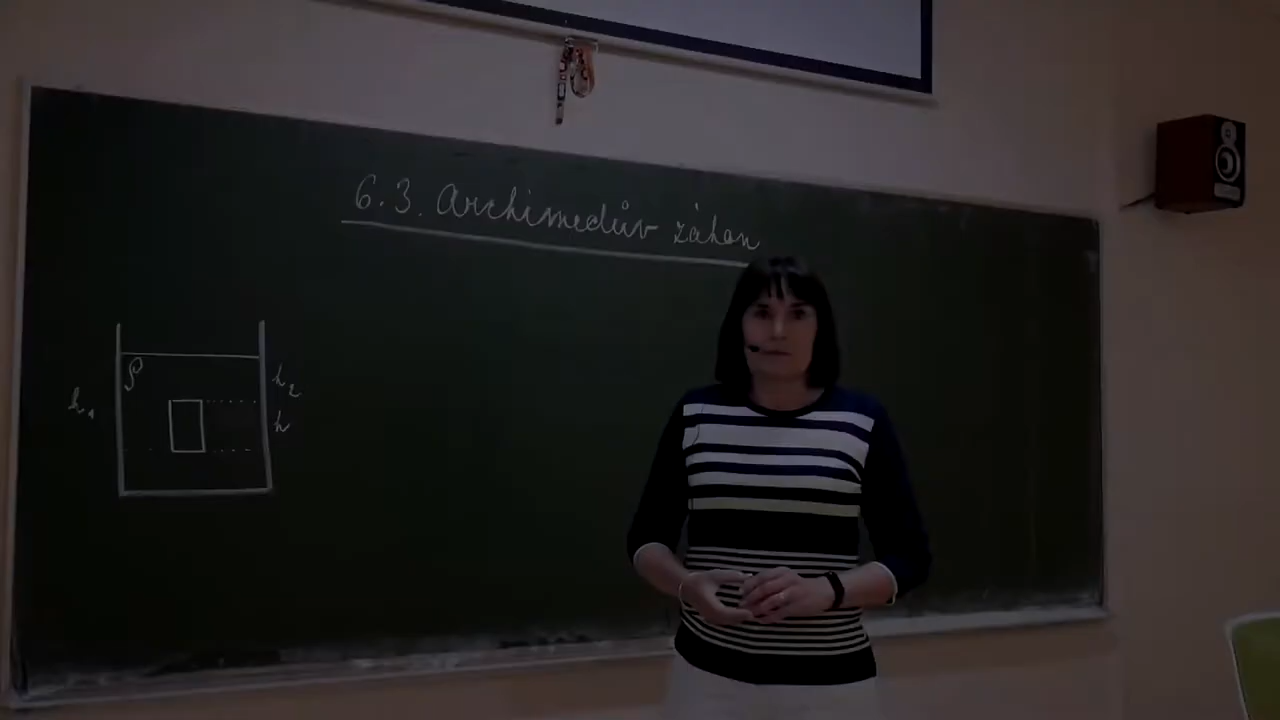 6.3. Archimedův zákon
ρ
h₂
h₁
h